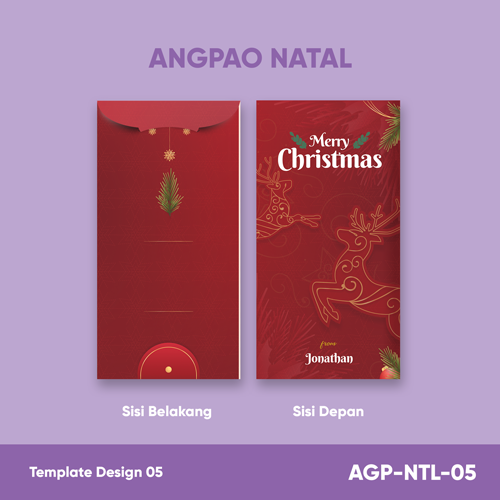 ANGPAO NATAL
Merry
Christmas
from
Jonathan
Sisi Belakang
Sisi Depan
Template Design 05
AGP-NTL-05